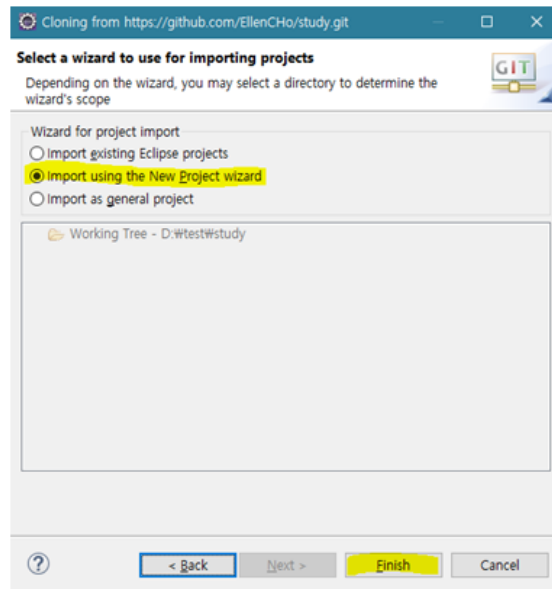 Cloning from https://github.com/EllenCHo/study.git
Select a wizard to use for importing projects
Depending on the wizard, you may select a directory to determine the
wizard's scope
GIT
Wizard for project import
Import existing Eclipse projects
Import using the New Project wizard
Import as general project
Working Tree - D:₩test₩study
?
< Back
Next >
Finish
Cancel